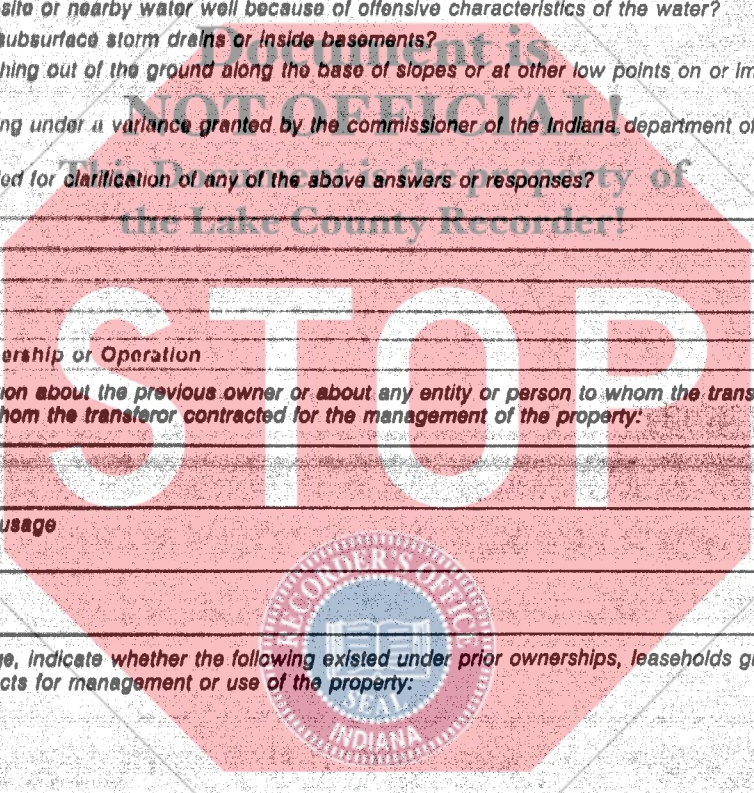 site or nearby water well because of offensive characteristics of the water?
subsurface storm drains or inside basements?
Document is
hing out of the ground along the base of slopes or at other low points on or im
NOT OFFICIAL!
ng under a variance granted by the commissioner of the Indiana department of
This Document is the property of
ed for clarification of any of the above answers or responses?
the Lake County Recorder!
STOP
ership or Operation
ion about the previous owner or about any entity or person to whom the trans
hom the transferor contracted for the management of the property:
usage
RECORDER'S OFFICE
ge, indicate whether the following existed under prior ownerships, leaseholds g
cts for management or use of the property:
SEAL
INDIANA